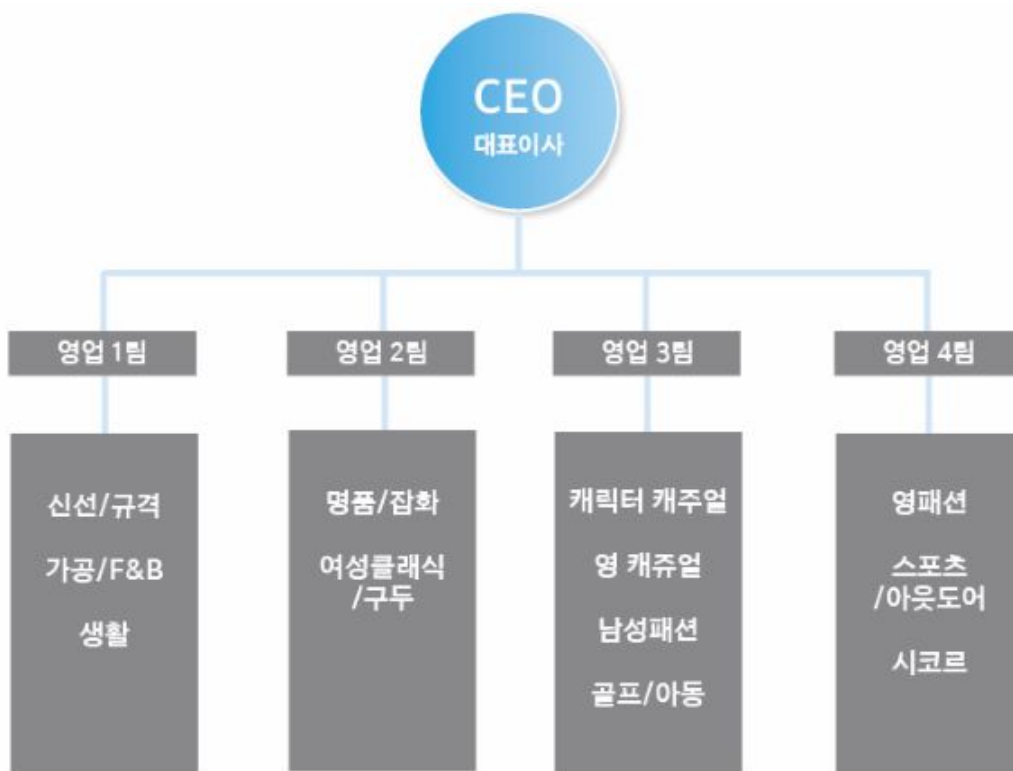 CEO
대표이사
영업 1팀
영업 2팀
영업 3팀
영업 4팀
신선/규격
가공/F&B
생활
명품/잡화
여성클래식
/구두
캐릭터 캐주얼
영 캐쥬얼
남성패션
골프/아동
영패션
스포츠
/아웃도어
시코르